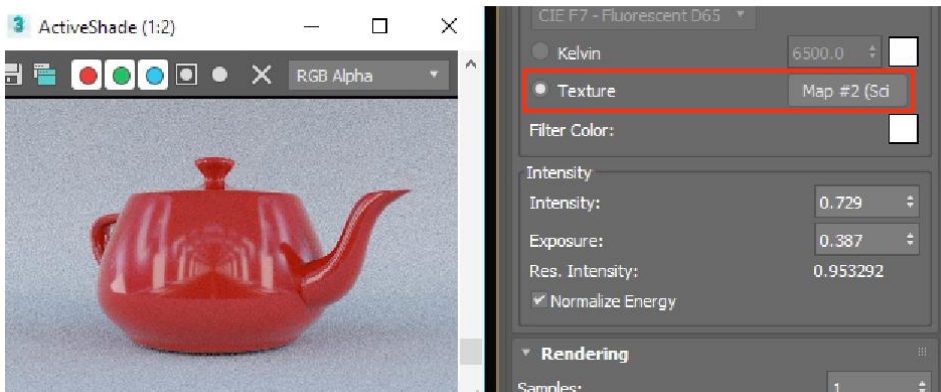 ActiveShade (1:2)
RGB Alpha
CIE F7 - Fluorescent D65
Kelvin 6500.0
Texture Map #2 (Sci
Filter Color:
Intensity
Intensity: 0.729
Exposure: 0.387
Res. Intensity: 0.953292
Normalize Energy
Rendering
Samples: 1